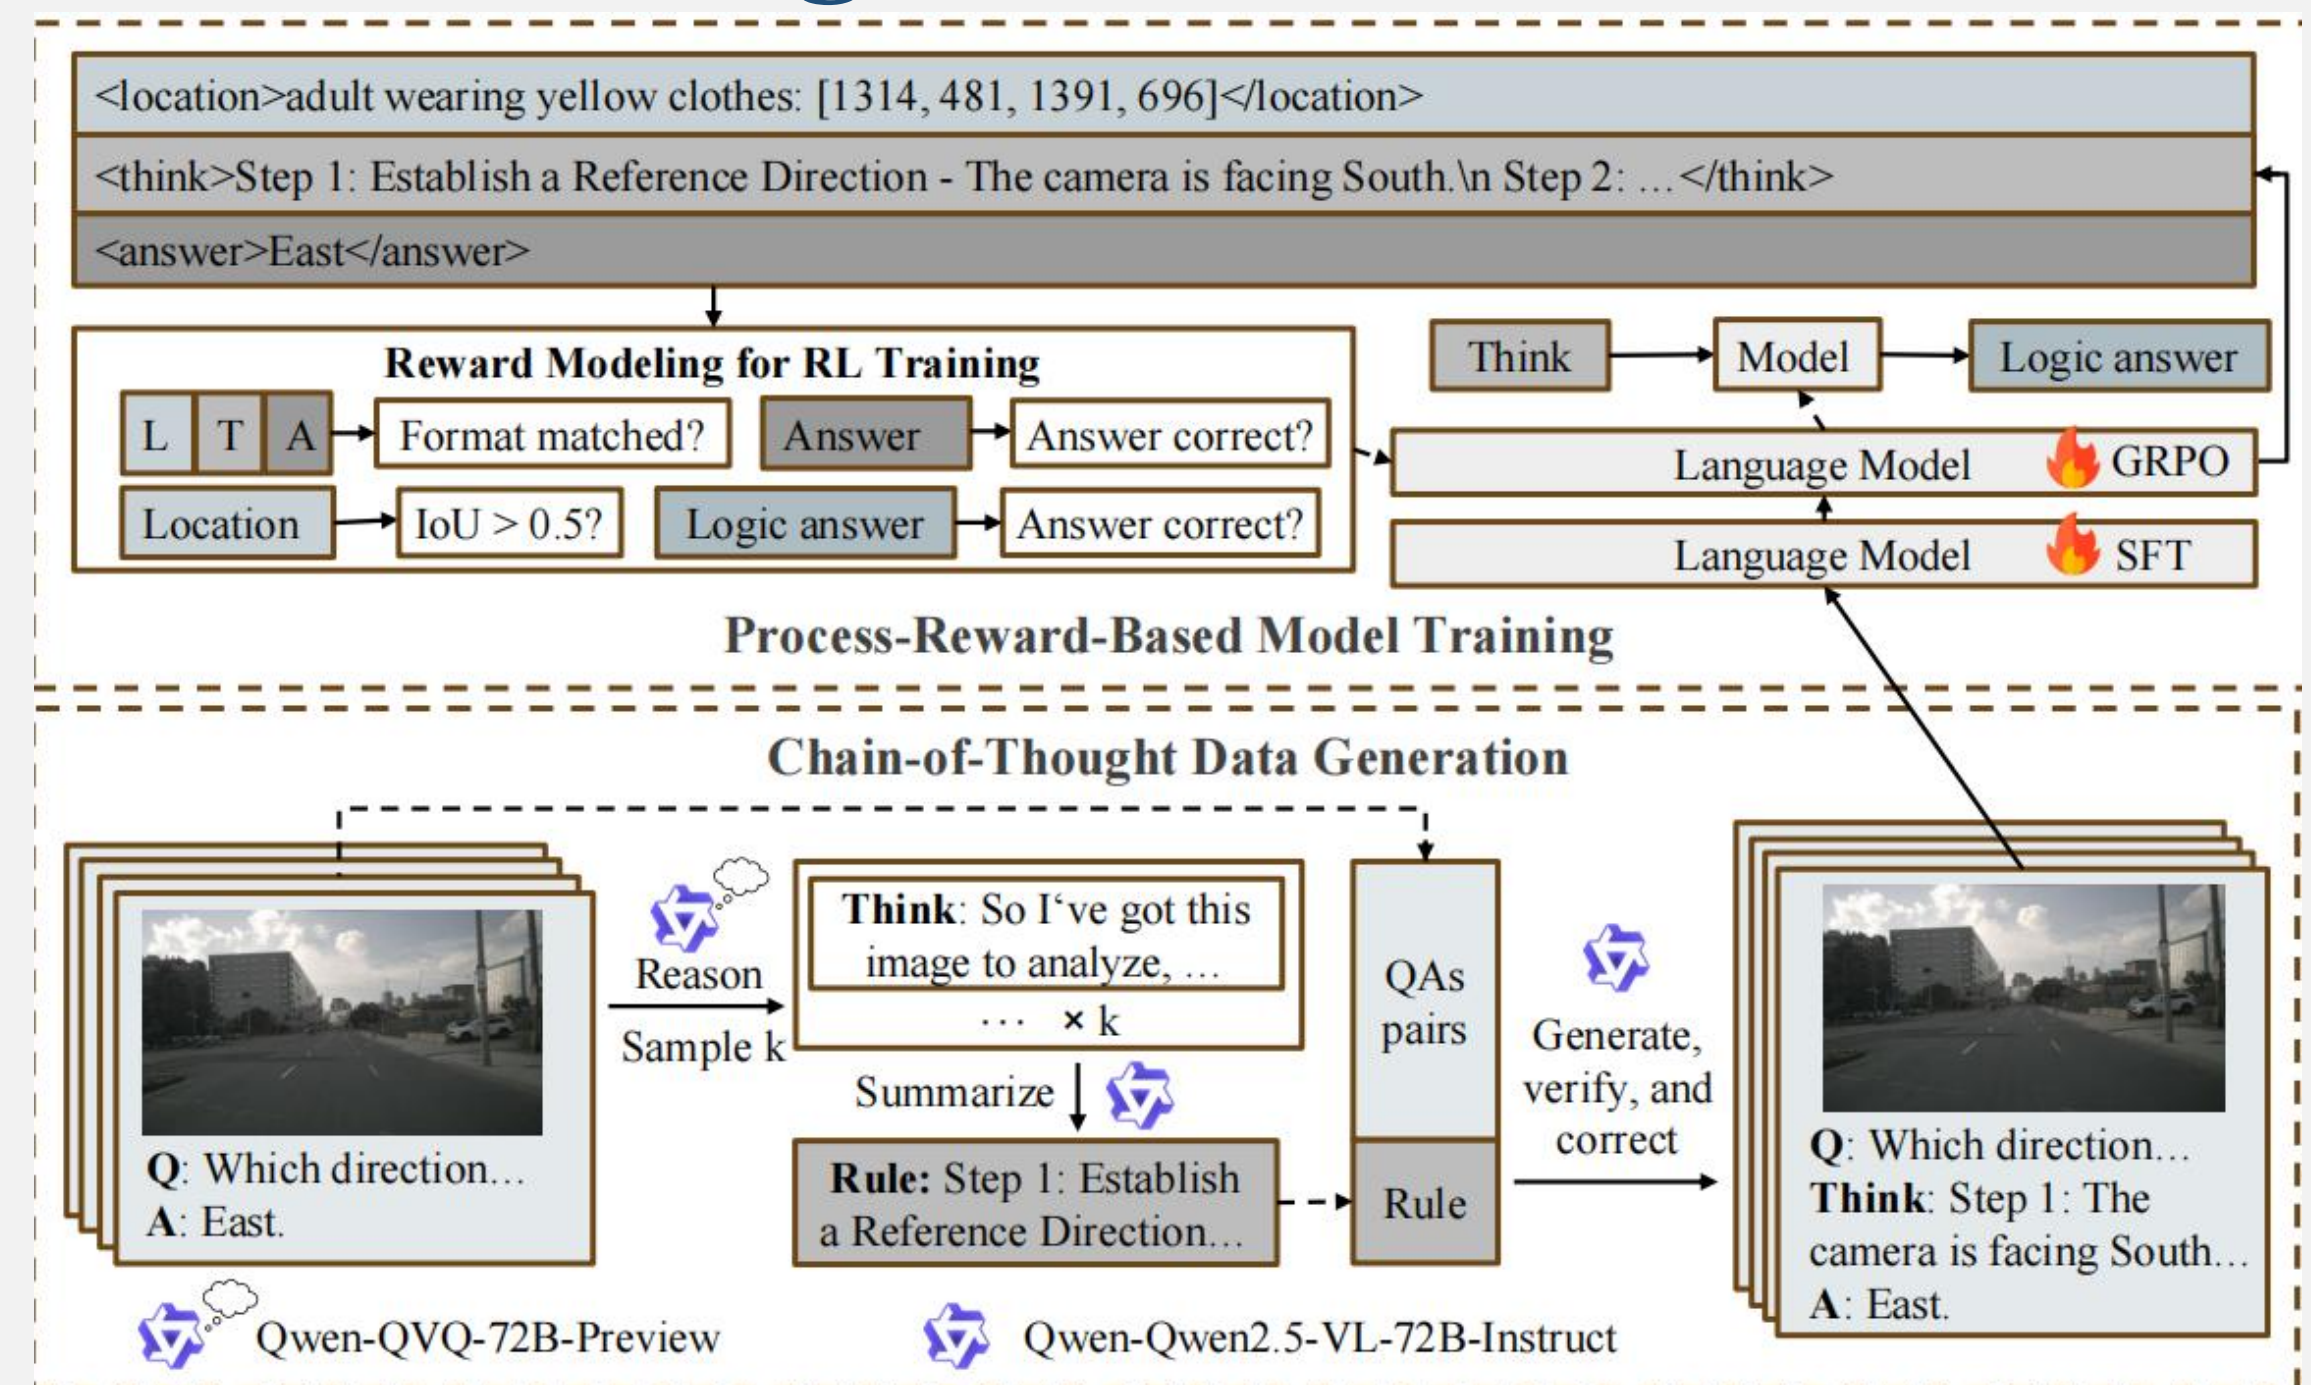 <location>adult wearing yellow clothes: [1314, 481, 1391, 696]</location>
<think>Step 1: Establish a Reference Direction - The camera is facing South.\n Step 2: …</think>
<answer>East</answer>
Reward Modeling for RL Training
L T A
Format matched?
Answer
Answer correct?
Location
IoU > 0.5?
Logic answer
Answer correct?
Think
Model
Logic answer
Language Model
GRPO
Language Model
SFT
Process-Reward-Based Model Training
Chain-of-Thought Data Generation
Q: Which direction…
A: East.
Reason
Sample k
Think: So I‘ve got this
image to analyze, …
… × k
Summarize
Rule: Step 1: Establish
a Reference Direction…
QAs
pairs
Rule
Generate,
verify, and
correct
Q: Which direction…
Think: Step 1: The
camera is facing South…
A: East.
Qwen-QVQ-72B-Preview
Qwen-Qwen2.5-VL-72B-Instruct